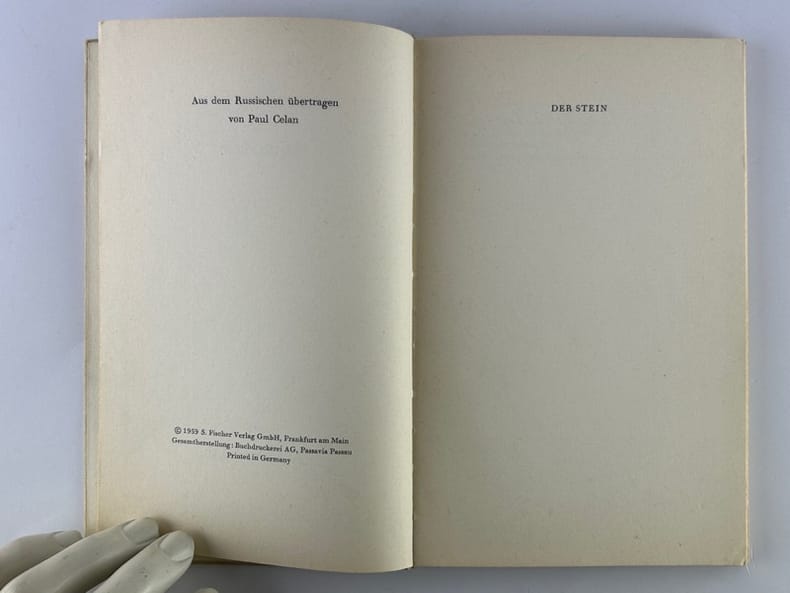 Aus dem Russischen übertragen
von Paul Celan
© 1959 S. Fischer Verlag GmbH, Frankfurt am Main
Gesamtherstellung: Buchdruckerei AG, Passavia Passau
Printed in Germany
DER STEIN